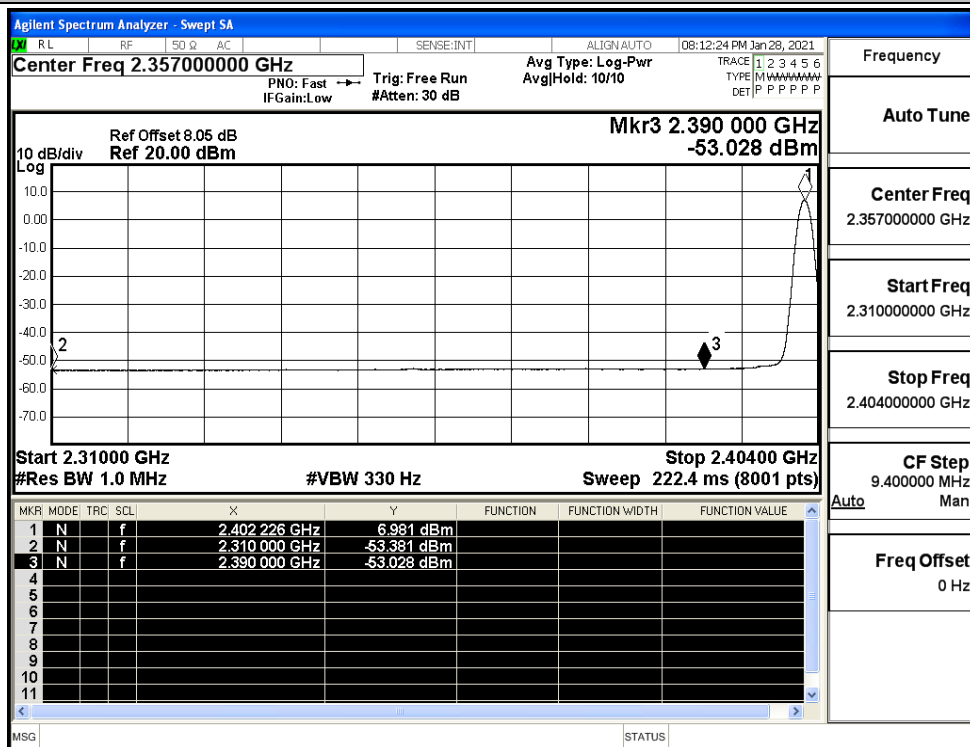 Agilent Spectrum Analyzer - Swept SA
LXI RL RF 50 Ω AC SENSE:INT ALIGN AUTO 08:12:24 PM Jan 28, 2021
Center Freq 2.357000000 GHz Avg Type: Log-Pwr TRACE 1 2 3 4 5 6
PNO: Fast Trig: Free Run Avg|Hold: 10/10 TYPE M WWWWW
IFGain:Low #Atten: 30 dB DET P P P P P P
Ref Offset 8.05 dB Mkr3 2.390 000 GHz
10 dB/div Ref 20.00 dBm -53.028 dBm
Log
1
10.0
0.00
-10.0
-20.0
-30.0
-40.0
2 3
-50.0
-60.0
-70.0
Start 2.31000 GHz Stop 2.40400 GHz
#Res BW 1.0 MHz #VBW 330 Hz Sweep 222.4 ms (8001 pts)
MKR MODE TRC SCL X Y FUNCTION FUNCTION WIDTH FUNCTION VALUE
1 N f 2.402 226 GHz 6.981 dBm
2 N f 2.310 000 GHz -53.381 dBm
3 N f 2.390 000 GHz -53.028 dBm
4
5
6
7
8
9
10
11
MSG STATUS
Frequency
Auto Tune
Center Freq
2.357000000 GHz
Start Freq
2.310000000 GHz
Stop Freq
2.404000000 GHz
CF Step
9.400000 MHz
Auto Man
Freq Offset
0 Hz